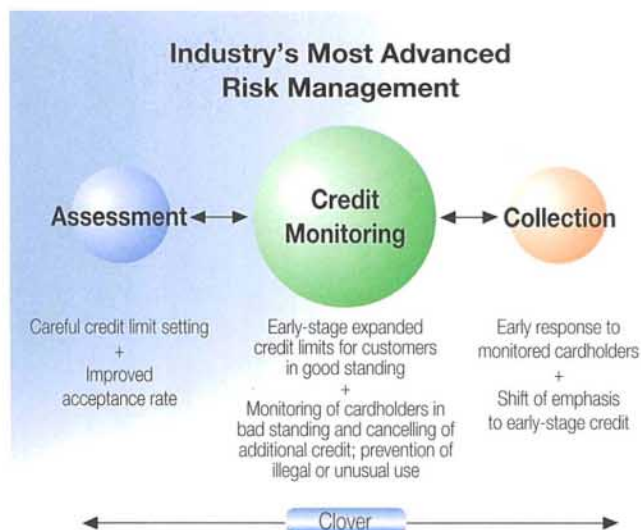 Industry's Most Advanced
Risk Management
Assessment
Credit
Monitoring
Collection
Careful credit limit setting
+
Improved
acceptance rate
Early-stage expanded
credit limits for customers
in good standing
+
Monitoring of cardholders in
bad standing and cancelling of
additional credit; prevention of
illegal or unusual use
Early response to
monitored cardholders
+
Shift of emphasis
to early-stage credit
Clover